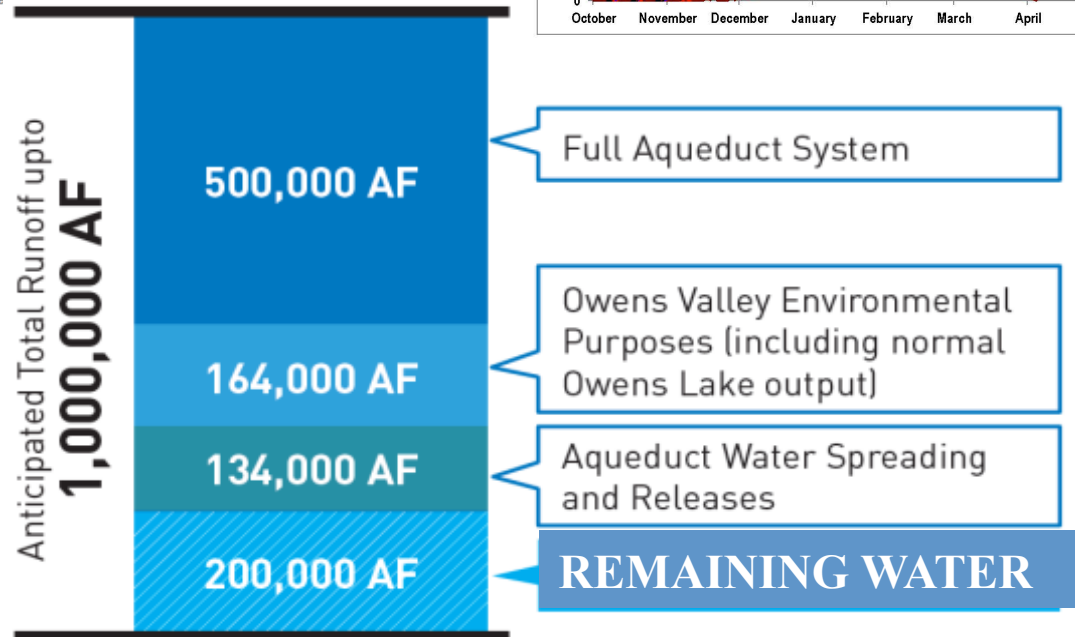 0
October November December January February March April
Anticipated Total Runoff upto
1,000,000 AF
500,000 AF
Full Aqueduct System
164,000 AF
Owens Valley Environmental
Purposes (including normal
Owens Lake output)
134,000 AF
Aqueduct Water Spreading
and Releases
200,000 AF
REMAINING WATER